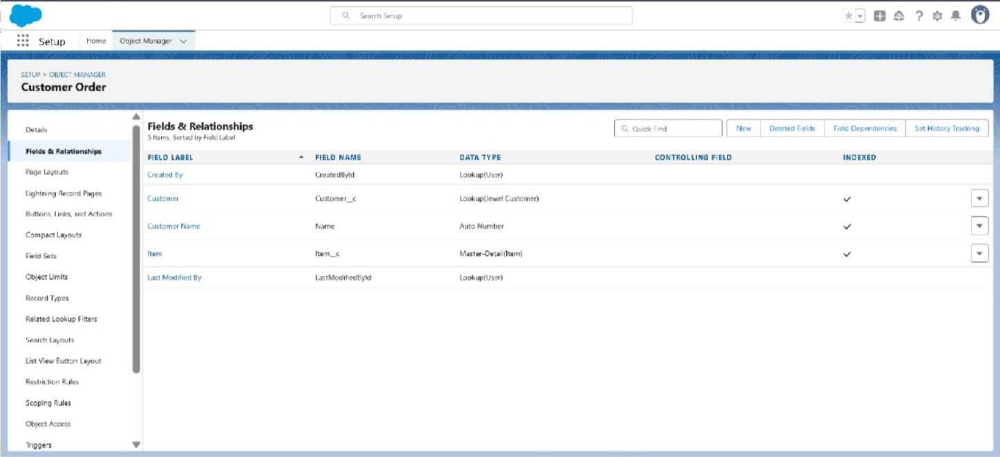 Search Setup
Setup
Home
Object Manager
SETUP > OBJECT MANAGER
Customer Order
Details
Fields & Relationships
Page Layouts
Lightning Record Pages
Buttons, Links, and Actions
Compact Layouts
Field Sets
Object Limits
Record Types
Related Lookup Filters
Search Layouts
List View Button Layout
Restriction Rules
Scoping Rules
Object Access
Triggers
Fields & Relationships
5 Items, Sorted by Field Label
Quick Find
New
Deleted Fields
Field Dependencies
Set History Tracking
FIELD LABEL FIELD NAME DATA TYPE CONTROLLING FIELD INDEXED
Created By CreatedById Lookup(User)
Customer Customer__c Lookup(Jewel Customer)
Customer Name Name Auto Number
Item Item__c Master-Detail(Item)
Last Modified By LastModifiedById Lookup(User)